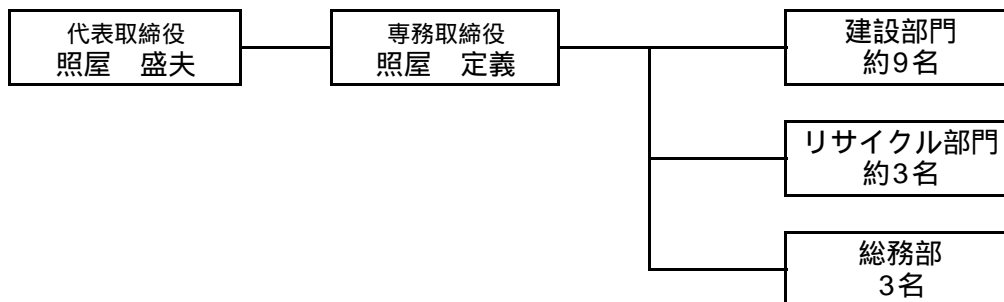 代表取締役
照屋　盛夫
専務取締役
照屋　定義
建設部門
約9名
リサイクル部門
約3名
総務部
3名